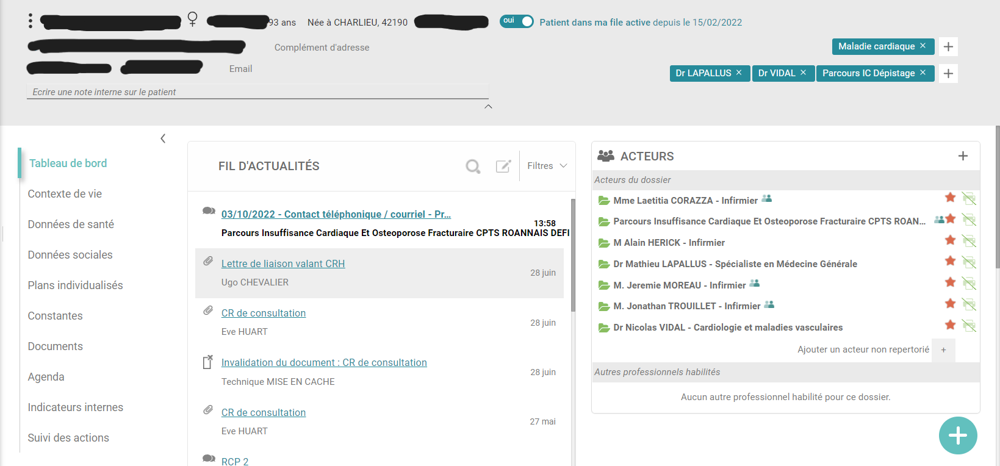 93 ans Née à CHARLIEU, 42190 oui Patient dans ma file active depuis le 15/02/2022
Complément d'adresse
Maladie cardiaque × +
Email
Dr LAPALLUS × Dr VIDAL × Parcours IC Dépistage × +
Ecrire une note interne sur le patient
Tableau de bord
Contexte de vie
Données de santé
Données sociales
Plans individualisés
Constantes
Documents
Agenda
Indicateurs internes
Suivi des actions
FIL D'ACTUALITÉS
Filtres
03/10/2022 - Contact téléphonique / courriel - Pr...
13:58
Parcours Insuffisance Cardiaque Et Osteoporose Fracturaire CPTS ROANNAIS DEFI
Lettre de liaison valant CRH
28 juin
Ugo CHEVALIER
CR de consultation
28 juin
Eve HUART
Invalidation du document : CR de consultation
28 juin
Technique MISE EN CACHE
CR de consultation
27 mai
Eve HUART
RCP 2
ACTEURS +
Acteurs du dossier
Mme Laetitia CORAZZA - Infirmier
Parcours Insuffisance Cardiaque Et Osteoporose Fracturaire CPTS ROAN...
M Alain HERICK - Infirmier
Dr Mathieu LAPALLUS - Spécialiste en Médecine Générale
M. Jeremie MOREAU - Infirmier
M. Jonathan TROUILLET - Infirmier
Dr Nicolas VIDAL - Cardiologie et maladies vasculaires
Ajouter un acteur non repertorié +
Autres professionnels habilités
Aucun autre professionnel habilité pour ce dossier.